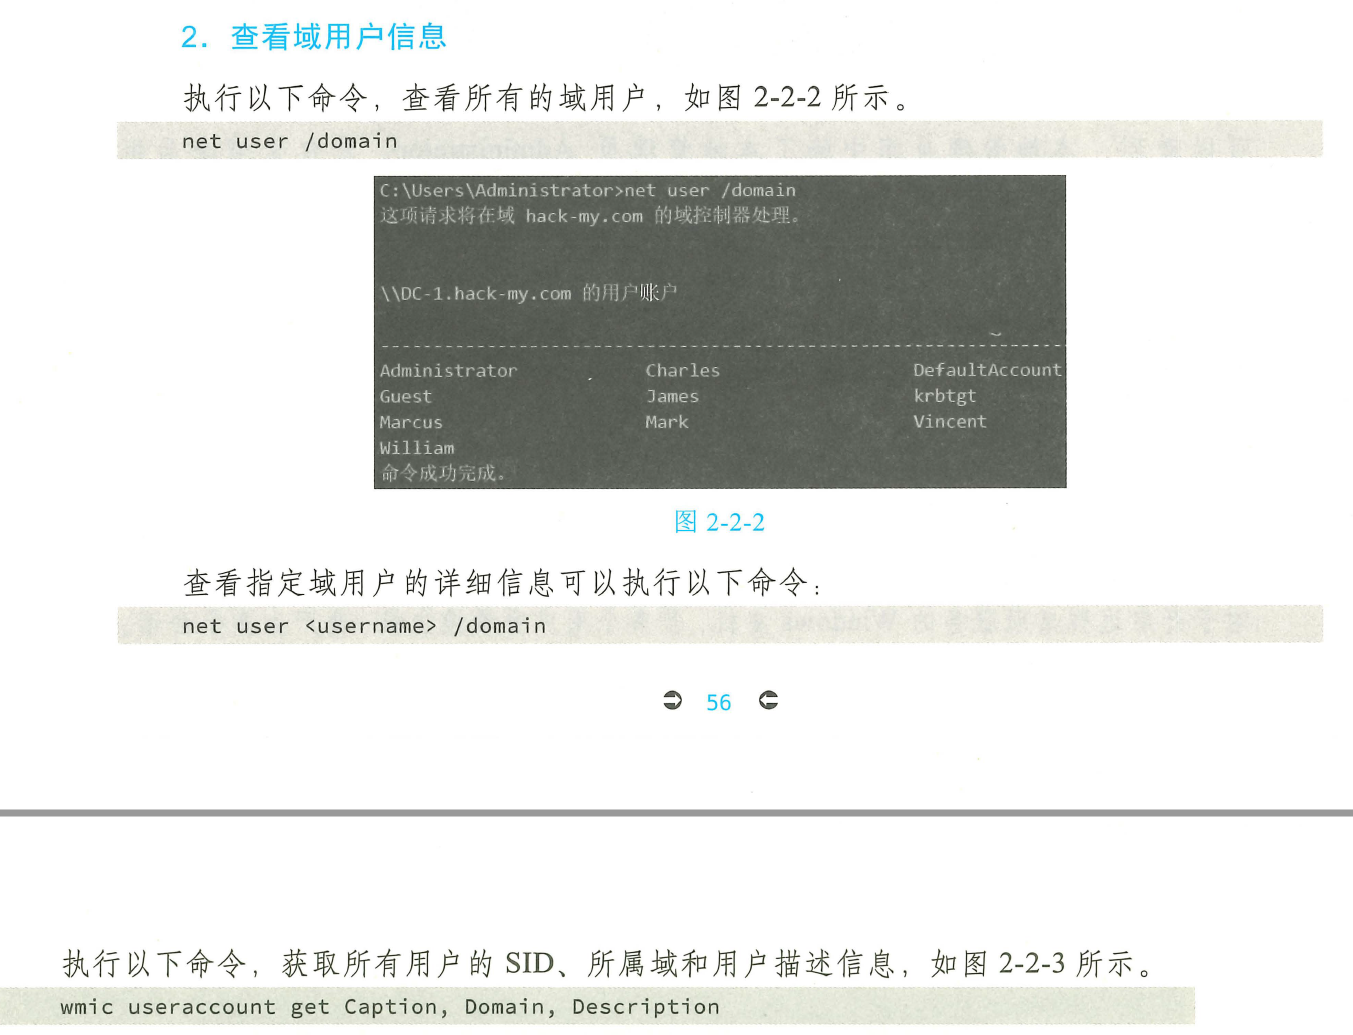 2. 查看域用户信息
执行以下命令，查看所有的域用户，如图 2-2-2 所示。
net user /domain
C:\Users\Administrator>net user /domain
这项请求将在域 hack-my.com 的域控制器处理。
\\DC-1.hack-my.com 的用户账户
-------------------------------------------------------------------------------
Administrator Charles DefaultAccount
Guest James krbtgt
Marcus Mark Vincent
William
命令成功完成。
图 2-2-2
查看指定域用户的详细信息可以执行以下命令：
net user <username> /domain
56
执行以下命令，获取所有用户的 SID、所属域和用户描述信息，如图 2-2-3 所示。
wmic useraccount get Caption, Domain, Description